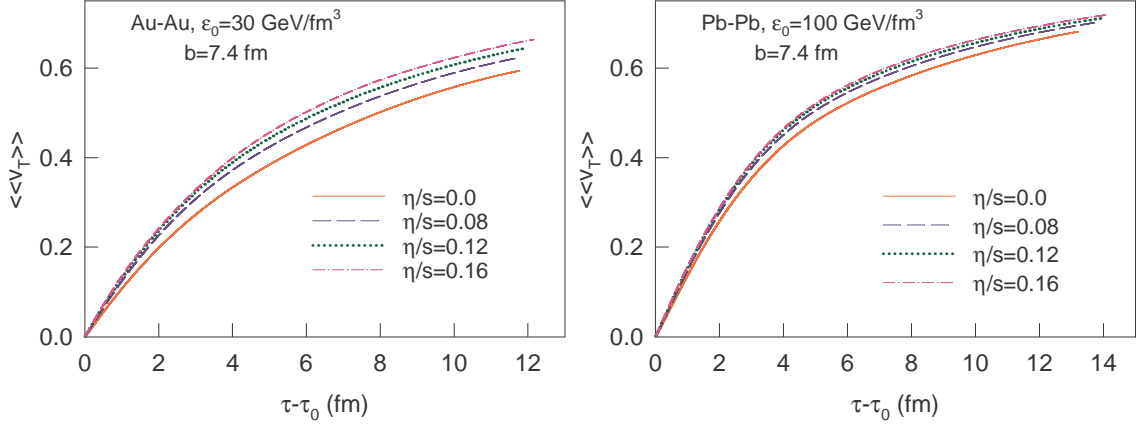 Au-Au, ε0=30 GeV/fm3
b=7.4 fm
0.6
0.4
0.2
0.0
<<vT>>
η/s=0.0
η/s=0.08
η/s=0.12
η/s=0.16
0 2 4 6 8 10 12
τ-τ0 (fm)
Pb-Pb, ε0=100 GeV/fm3
b=7.4 fm
0.6
0.4
0.2
0.0
<<vT>>
η/s=0.0
η/s=0.08
η/s=0.12
η/s=0.16
0 2 4 6 8 10 12 14
τ-τ0 (fm)